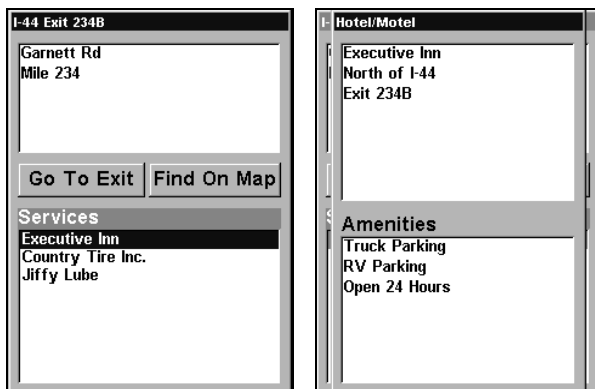 I-44 Exit 234B
Garnett Rd
Mile 234
Go To Exit
Find On Map
Services
Executive Inn
Country Tire Inc.
Jiffy Lube
Hotel/Motel
Executive Inn
North of I-44
Exit 234B
Amenities
Truck Parking
RV Parking
Open 24 Hours